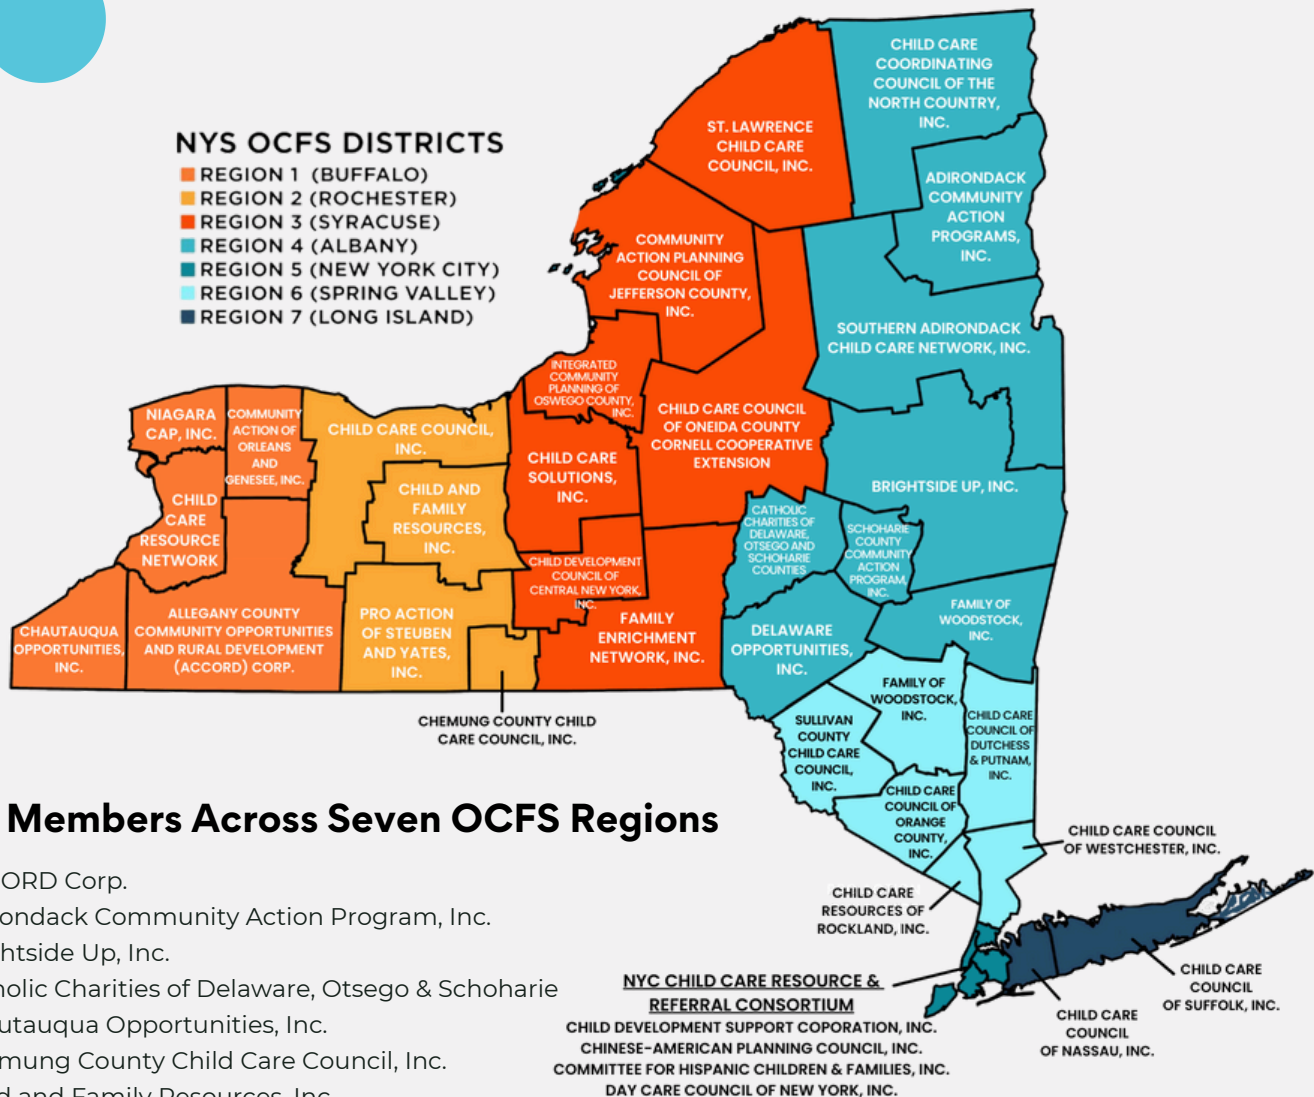 NYS OCFS DISTRICTS
REGION 1 (BUFFALO)
REGION 2 (ROCHESTER)
REGION 3 (SYRACUSE)
REGION 4 (ALBANY)
REGION 5 (NEW YORK CITY)
REGION 6 (SPRING VALLEY)
REGION 7 (LONG ISLAND)
CHILD CARE
COORDINATING
COUNCIL OF THE
NORTH COUNTRY,
INC.
ST. LAWRENCE
CHILD CARE
COUNCIL, INC.
ADIRONDACK
COMMUNITY
ACTION
PROGRAMS,
INC.
COMMUNITY
ACTION PLANNING
COUNCIL OF
JEFFERSON COUNTY,
INC.
SOUTHERN ADIRONDACK
CHILD CARE NETWORK, INC.
INTEGRATED
COMMUNITY
PLANNING OF
OSWEGO COUNTY,
INC.
NIAGARA
CAP, INC.
COMMUNITY
ACTION OF
ORLEANS
AND
GENESEE, INC.
CHILD CARE COUNCIL,
INC.
CHILD CARE COUNCIL
OF ONEIDA COUNTY
CORNELL COOPERATIVE
EXTENSION
CHILD CARE
SOLUTIONS,
INC.
CHILD AND
FAMILY
RESOURCES,
INC.
BRIGHTSIDE UP, INC.
CHILD
CARE
RESOURCE
NETWORK
CATHOLIC
CHARITIES OF
DELAWARE,
OTSEGO AND
SCHOHARIE
COUNTIES
SCHOHARIE
COUNTY
COMMUNITY
ACTION
PROGRAM,
INC.
CHILD DEVELOPMENT
COUNCIL OF
CENTRAL NEW YORK,
INC.
CHAUTAUQUA
OPPORTUNITIES,
INC.
ALLEGANY COUNTY
COMMUNITY OPPORTUNITIES
AND RURAL DEVELOPMENT
(ACCORD) CORP.
PRO ACTION
OF STEUBEN
AND YATES,
INC.
FAMILY
ENRICHMENT
NETWORK, INC.
DELAWARE
OPPORTUNITIES,
INC.
FAMILY OF
WOODSTOCK,
INC.
CHEMUNG COUNTY CHILD
CARE COUNCIL, INC.
FAMILY OF
WOODSTOCK,
INC.
SULLIVAN
COUNTY
CHILD CARE
COUNCIL,
INC.
CHILD CARE
COUNCIL OF
DUTCHESS
& PUTNAM,
INC.
CHILD CARE
COUNCIL OF
ORANGE
COUNTY,
INC.
CHILD CARE COUNCIL
OF WESTCHESTER, INC.
CHILD CARE
RESOURCES OF
ROCKLAND, INC.
CHILD CARE
COUNCIL
OF SUFFOLK, INC.
CHILD CARE
COUNCIL
OF NASSAU, INC.
NYC CHILD CARE RESOURCE &
REFERRAL CONSORTIUM
CHILD DEVELOPMENT SUPPORT COPORATION, INC.
CHINESE-AMERICAN PLANNING COUNCIL, INC.
COMMITTEE FOR HISPANIC CHILDREN & FAMILIES, INC.
DAY CARE COUNCIL OF NEW YORK, INC.
Members Across Seven OCFS Regions
ORD Corp.
ondack Community Action Program, Inc.
htside Up, Inc.
holic Charities of Delaware, Otsego & Schoharie
utauqua Opportunities, Inc.
mung County Child Care Council, Inc.
d and Family Resources, Inc.